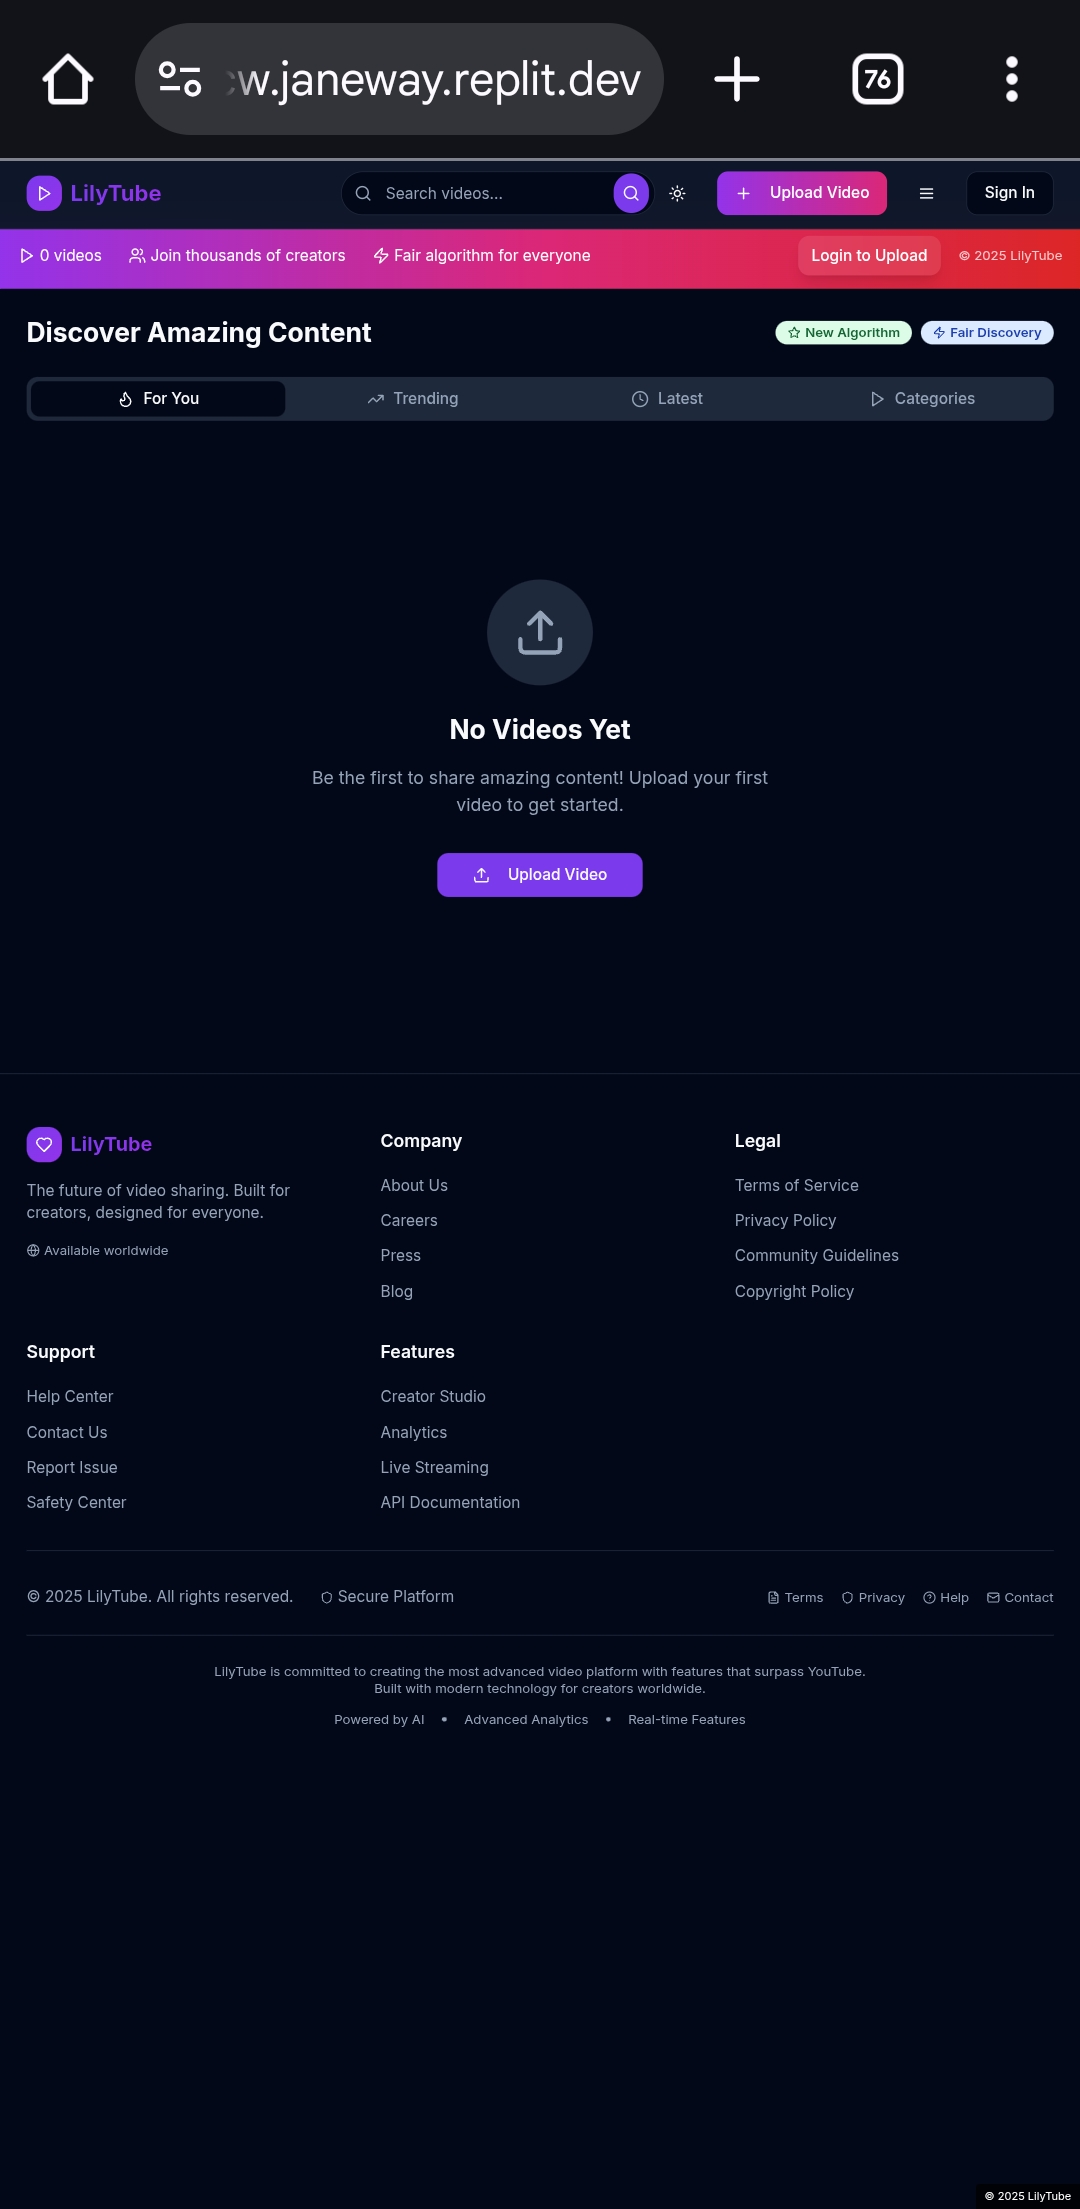 w.janeway.replit.dev
76
LilyTube
Search videos...
Upload Video
Sign In
0 videos
Join thousands of creators
Fair algorithm for everyone
Login to Upload
© 2025 LilyTube
Discover Amazing Content
New Algorithm
Fair Discovery
For You
Trending
Latest
Categories
No Videos Yet
Be the first to share amazing content! Upload your first
video to get started.
Upload Video
LilyTube
The future of video sharing. Built for
creators, designed for everyone.
Available worldwide
Company
About Us
Careers
Press
Blog
Legal
Terms of Service
Privacy Policy
Community Guidelines
Copyright Policy
Support
Help Center
Contact Us
Report Issue
Safety Center
Features
Creator Studio
Analytics
Live Streaming
API Documentation
© 2025 LilyTube. All rights reserved.
Secure Platform
Terms
Privacy
Help
Contact
LilyTube is committed to creating the most advanced video platform with features that surpass YouTube.
Built with modern technology for creators worldwide.
Powered by AI • Advanced Analytics • Real-time Features
© 2025 LilyTube